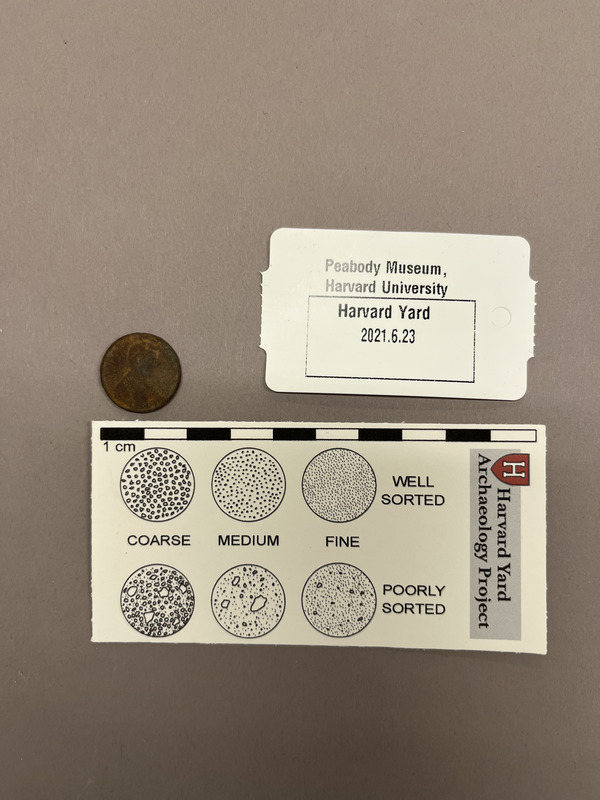 Peabody Museum,
Harvard University
Harvard Yard
2021.6.23
1 cm
WELL
SORTED
COARSE
MEDIUM
FINE
POORLY
SORTED
H
Harvard Yard
Archaeology Project